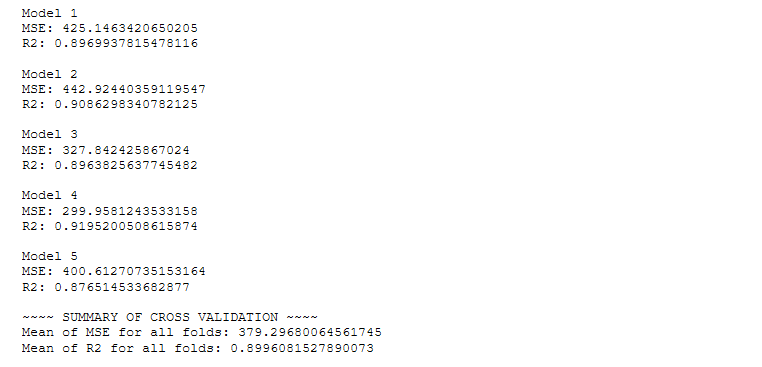 Model 1
MSE: 425.1463420650205
R2: 0.8969937815478116
Model 2
MSE: 442.92440359119547
R2: 0.9086298340782125
Model 3
MSE: 327.842425867024
R2: 0.8963825637745482
Model 4
MSE: 299.9581243533158
R2: 0.9195200508615874
Model 5
MSE: 400.61270735153164
R2: 0.876514533682877
~~~~ SUMMARY OF CROSS VALIDATION ~~~~
Mean of MSE for all folds: 379.29680064561745
Mean of R2 for all folds: 0.8996081527890073